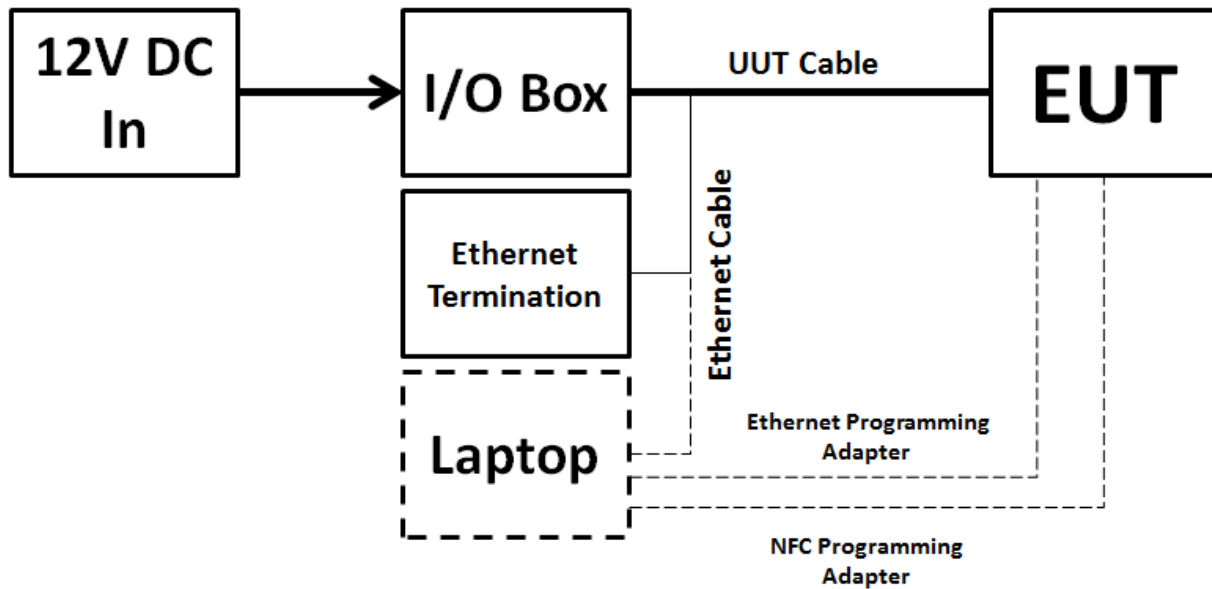 12V DC
In
I/O Box
UUT Cable
EUT
Ethernet
Termination
Ethernet Cable
Laptop
Ethernet Programming
Adapter
NFC Programming
Adapter